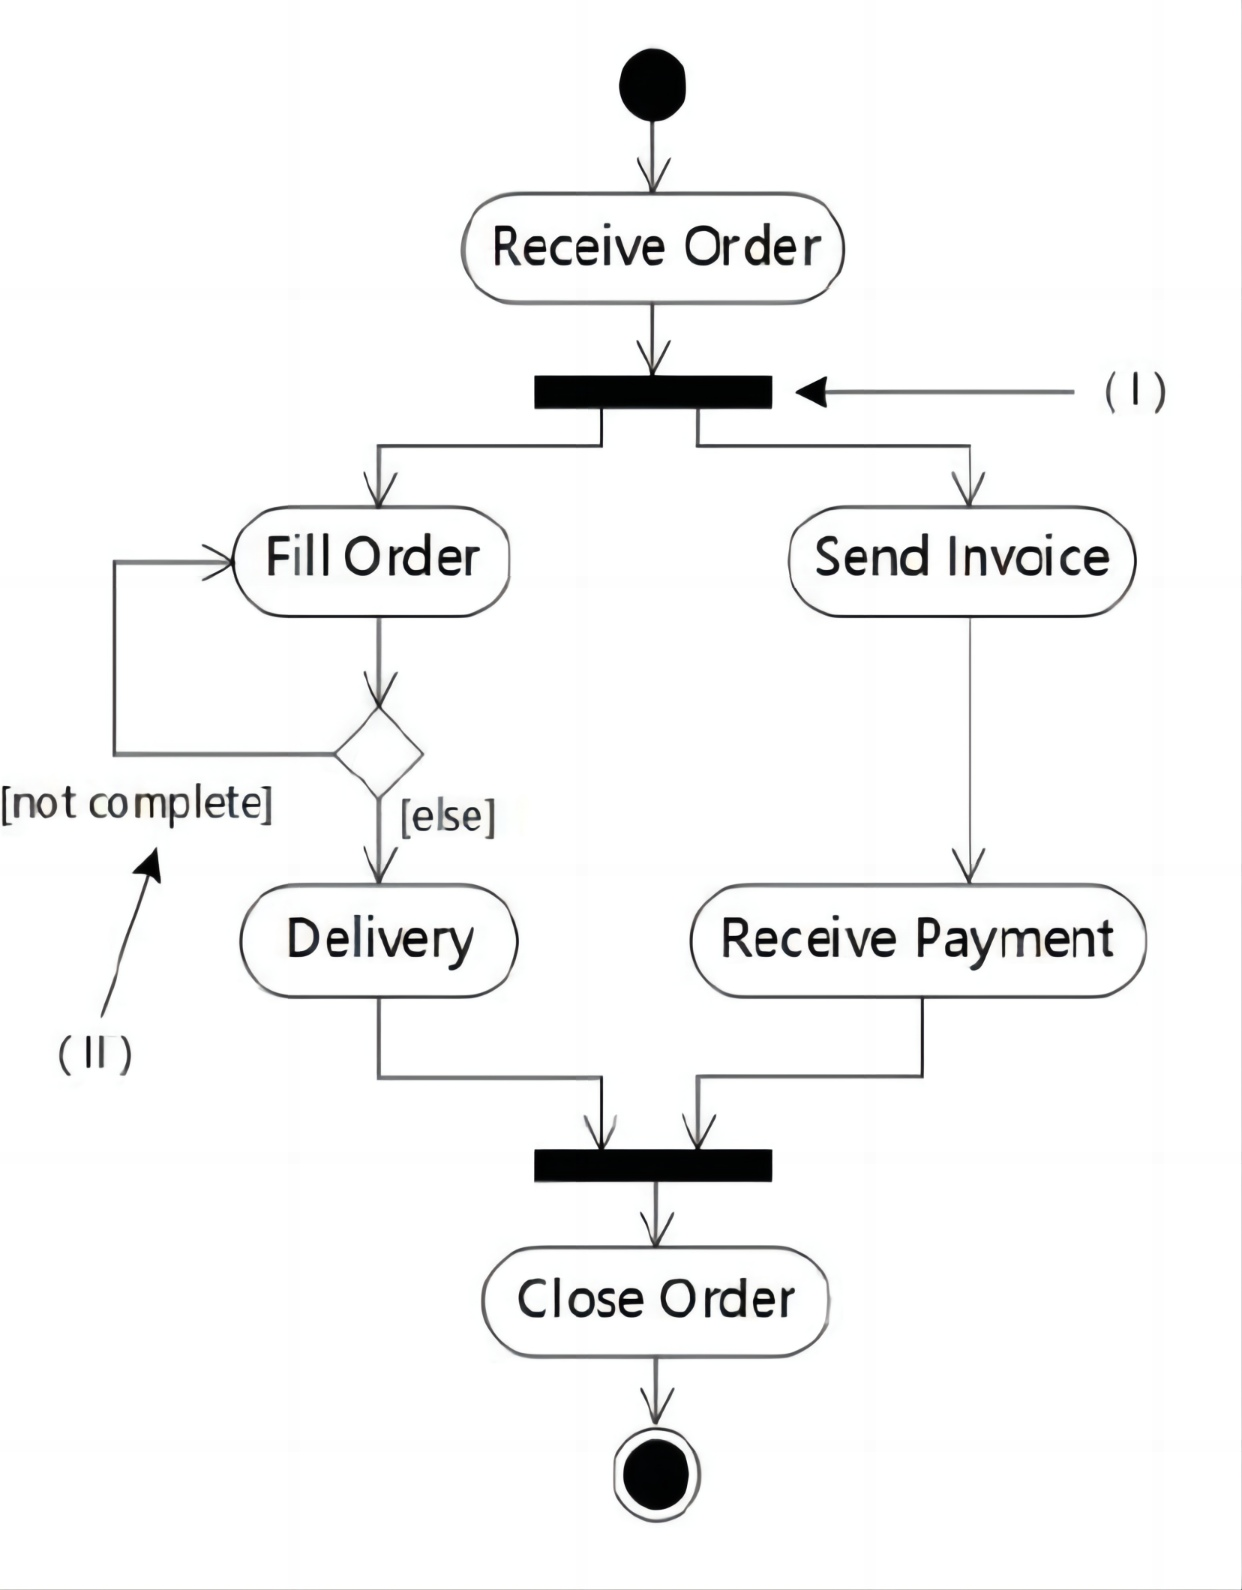 Receive Order
( I )
Fill Order
Send Invoice
[not complete]
[else]
Delivery
Receive Payment
( II )
Close Order